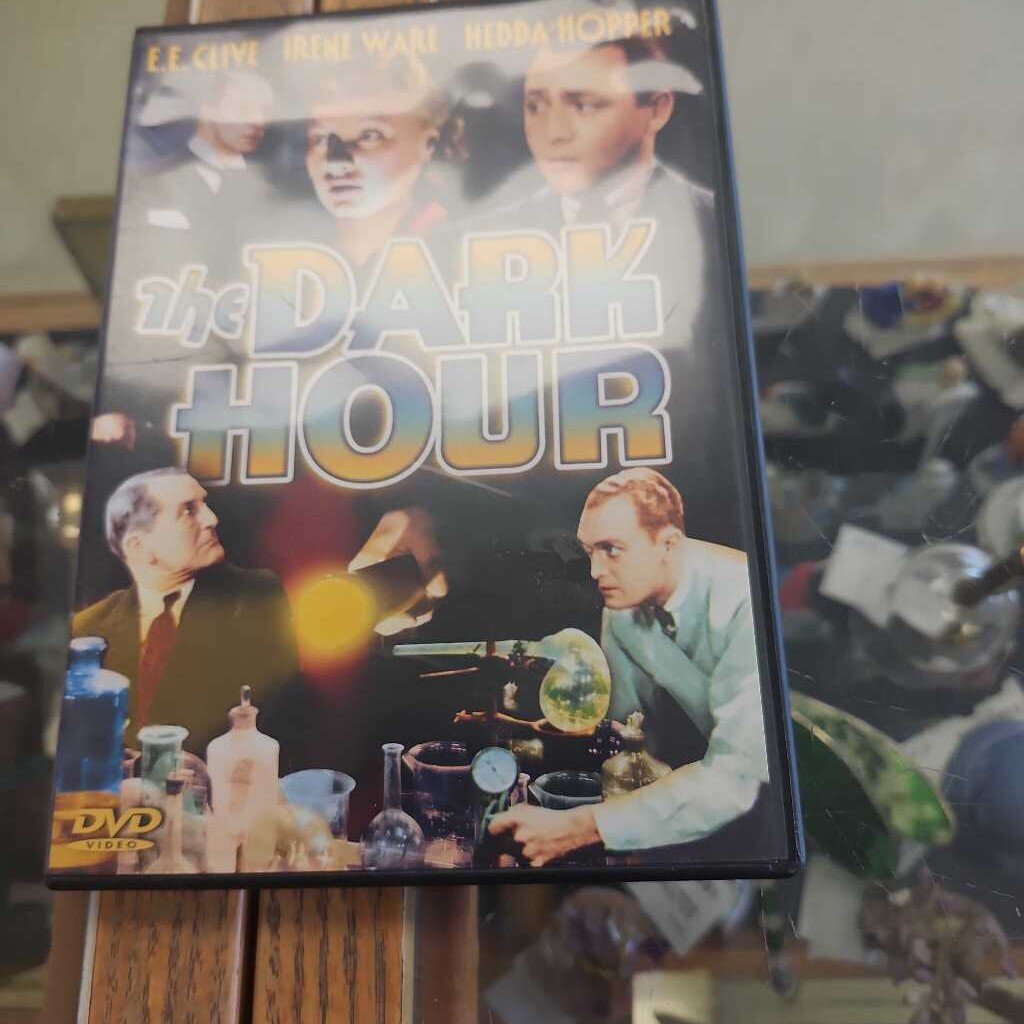 E.E. CLIVE IRENE WARE HEDDA HOPPER
The DARK
HOUR
DVD
VIDEO